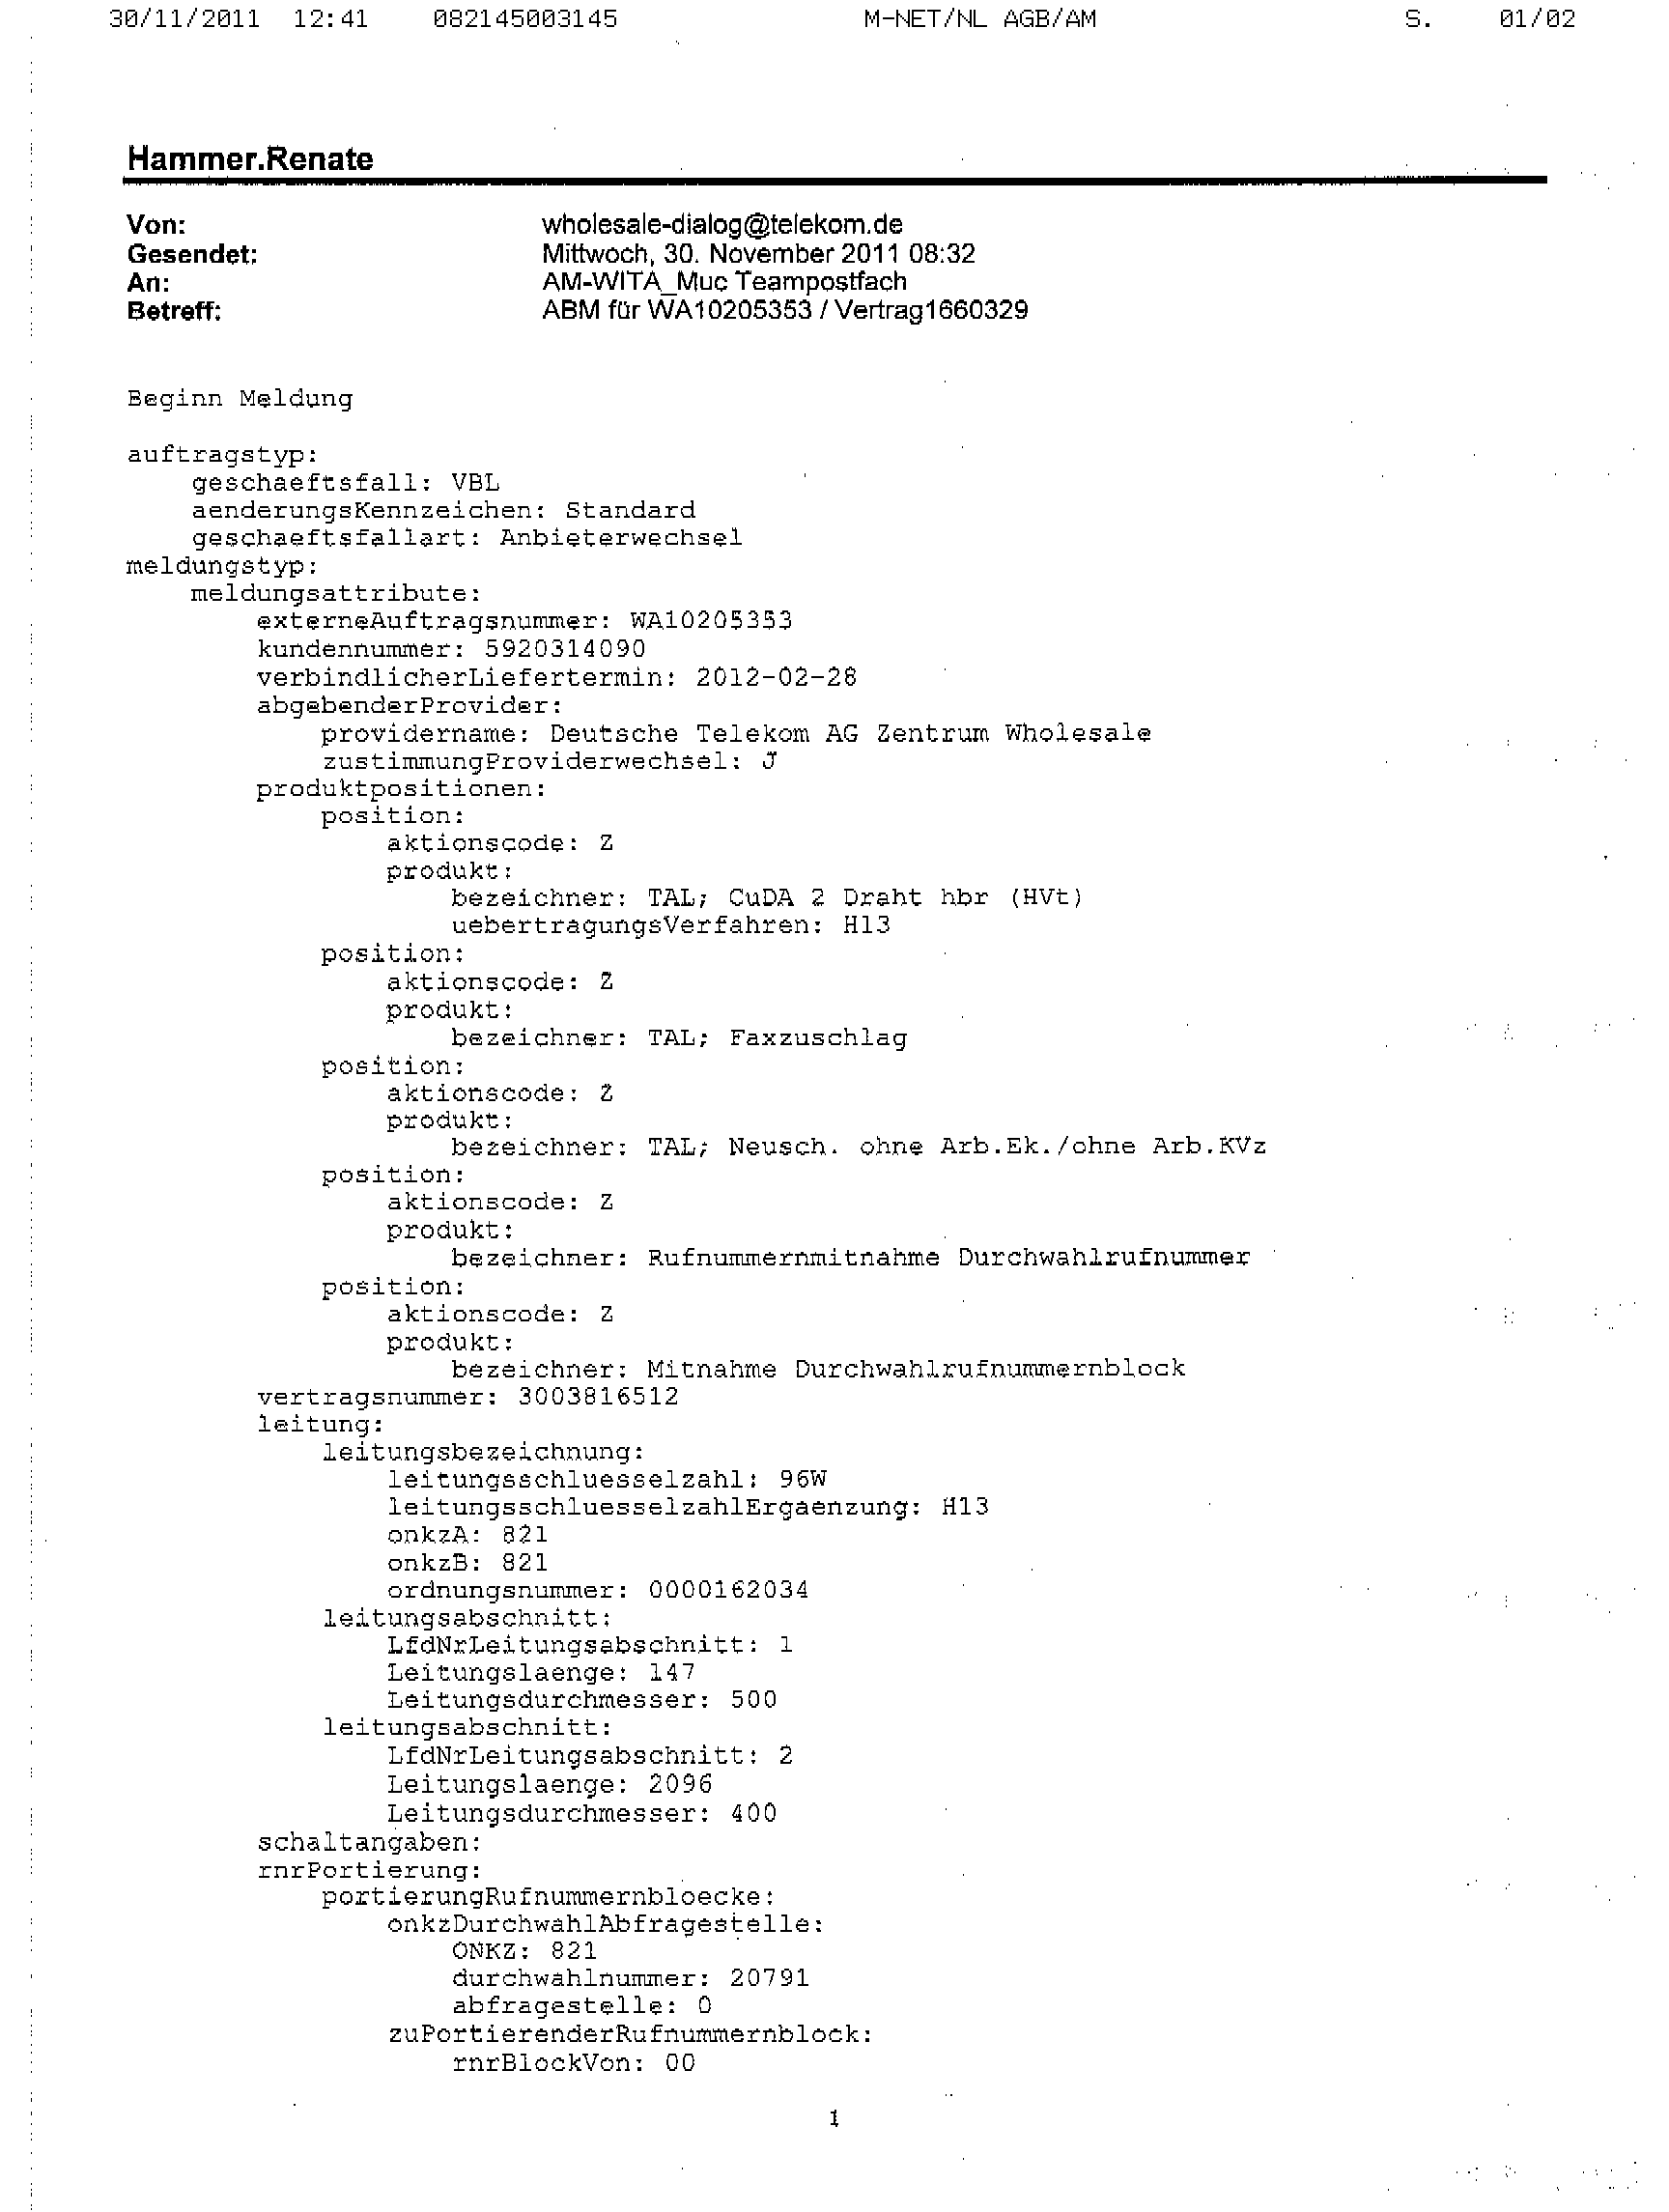 30/11/2011 12:41 082145003145 M-NET/NL AGB/AM S. 01/02
Hammer.Renate
Von: wholesale-dialog@telekom.de
Gesendet: Mittwoch, 30. November 2011 08:32
An: AM-WITA_Muc Teampostfach
Betreff: ABM für WA10205353 / Vertrag1660329
Beginn Meldung
auftragstyp:
geschaeftsfall: VBL
aenderungsKennzeichen: Standard
geschaeftsfallart: Anbieterwechsel
meldungstyp:
meldungsattribute:
externeAuftragsnummer: WA10205353
kundennummer: 5920314090
verbindlicherLiefertermin: 2012-02-28
abgebenderProvider:
providername: Deutsche Telekom AG Zentrum Wholesale
zustimmungProviderwechsel: J
produktpositionen:
position:
aktionscode: Z
produkt:
bezeichner: TAL; CuDA 2 Draht hbr (HVt)
uebertragungsVerfahren: H13
position:
aktionscode: Z
produkt:
bezeichner: TAL; Faxzuschlag
position:
aktionscode: Z
produkt:
bezeichner: TAL; Neusch. ohne Arb.Ek./ohne Arb.KVz
position:
aktionscode: Z
produkt:
bezeichner: Rufnummernmitnahme Durchwahlrufnummer
position:
aktionscode: Z
produkt:
bezeichner: Mitnahme Durchwahlrufnummernblock
vertragsnummer: 3003816512
leitung:
leitungsbezeichnung:
leitungsschluesselzahl: 96W
leitungsschluesselzahlErgaenzung: H13
onkzA: 821
onkzB: 821
ordnungsnummer: 0000162034
leitungsabschnitt:
LfdNrLeitungsabschnitt: 1
Leitungslaenge: 147
Leitungsdurchmesser: 500
leitungsabschnitt:
LfdNrLeitungsabschnitt: 2
Leitungslaenge: 2096
Leitungsdurchmesser: 400
schaltangaben:
rnrPortierung:
portierungRufnummernbloecke:
onkzDurchwahlAbfragestelle:
ONKZ: 821
durchwahlnummer: 20791
abfragestelle: 0
zuPortierenderRufnummernblock:
rnrBlockVon: 00
1